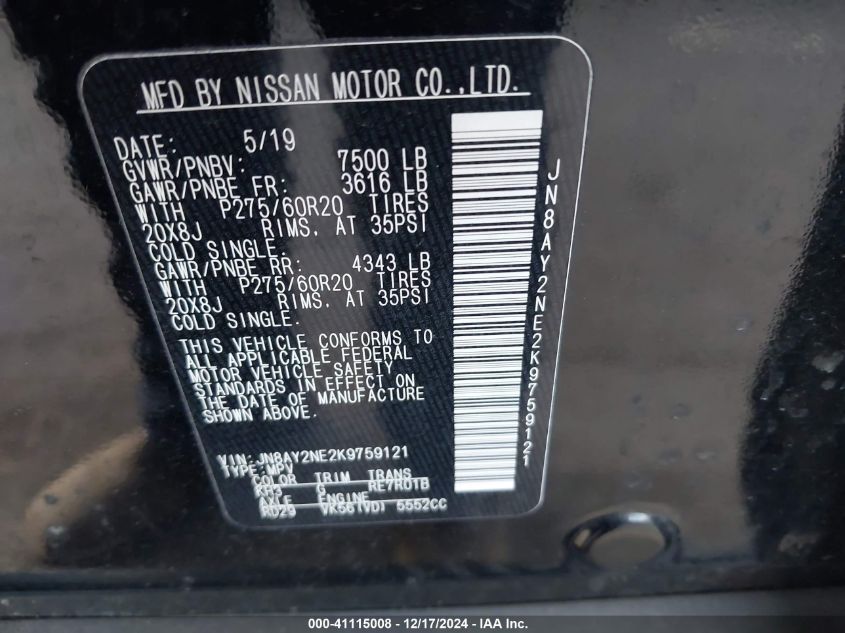 MFD BY NISSAN MOTOR CO.,LTD.
DATE: 5/19
GVWR/PNBV: 7500 LB
GAWR/PNBE FR: 3616 LB
WITH P275/60R20 TIRES
20X8J RIMS, AT 35PSI
COLD SINGLE.
GAWR/PNBE RR: 4343 LB
WITH P275/60R20 TIRES
20X8J RIMS, AT 35PSI
COLD SINGLE.
THIS VEHICLE CONFORMS TO
ALL APPLICABLE FEDERAL
MOTOR VEHICLE SAFETY
STANDARDS IN EFFECT ON
THE DATE OF MANUFACTURE
SHOWN ABOVE.
VIN: JN8AY2NE2K9759121
TYPE: MPV
COLOR TRIM TRANS
KH3 G RE7R01B
AXLE ENGINE
RD29 VK56(VD) 5552CC
JN8AY2NE2K9759121
000-41115008 - 12/17/2024 - IAA Inc.